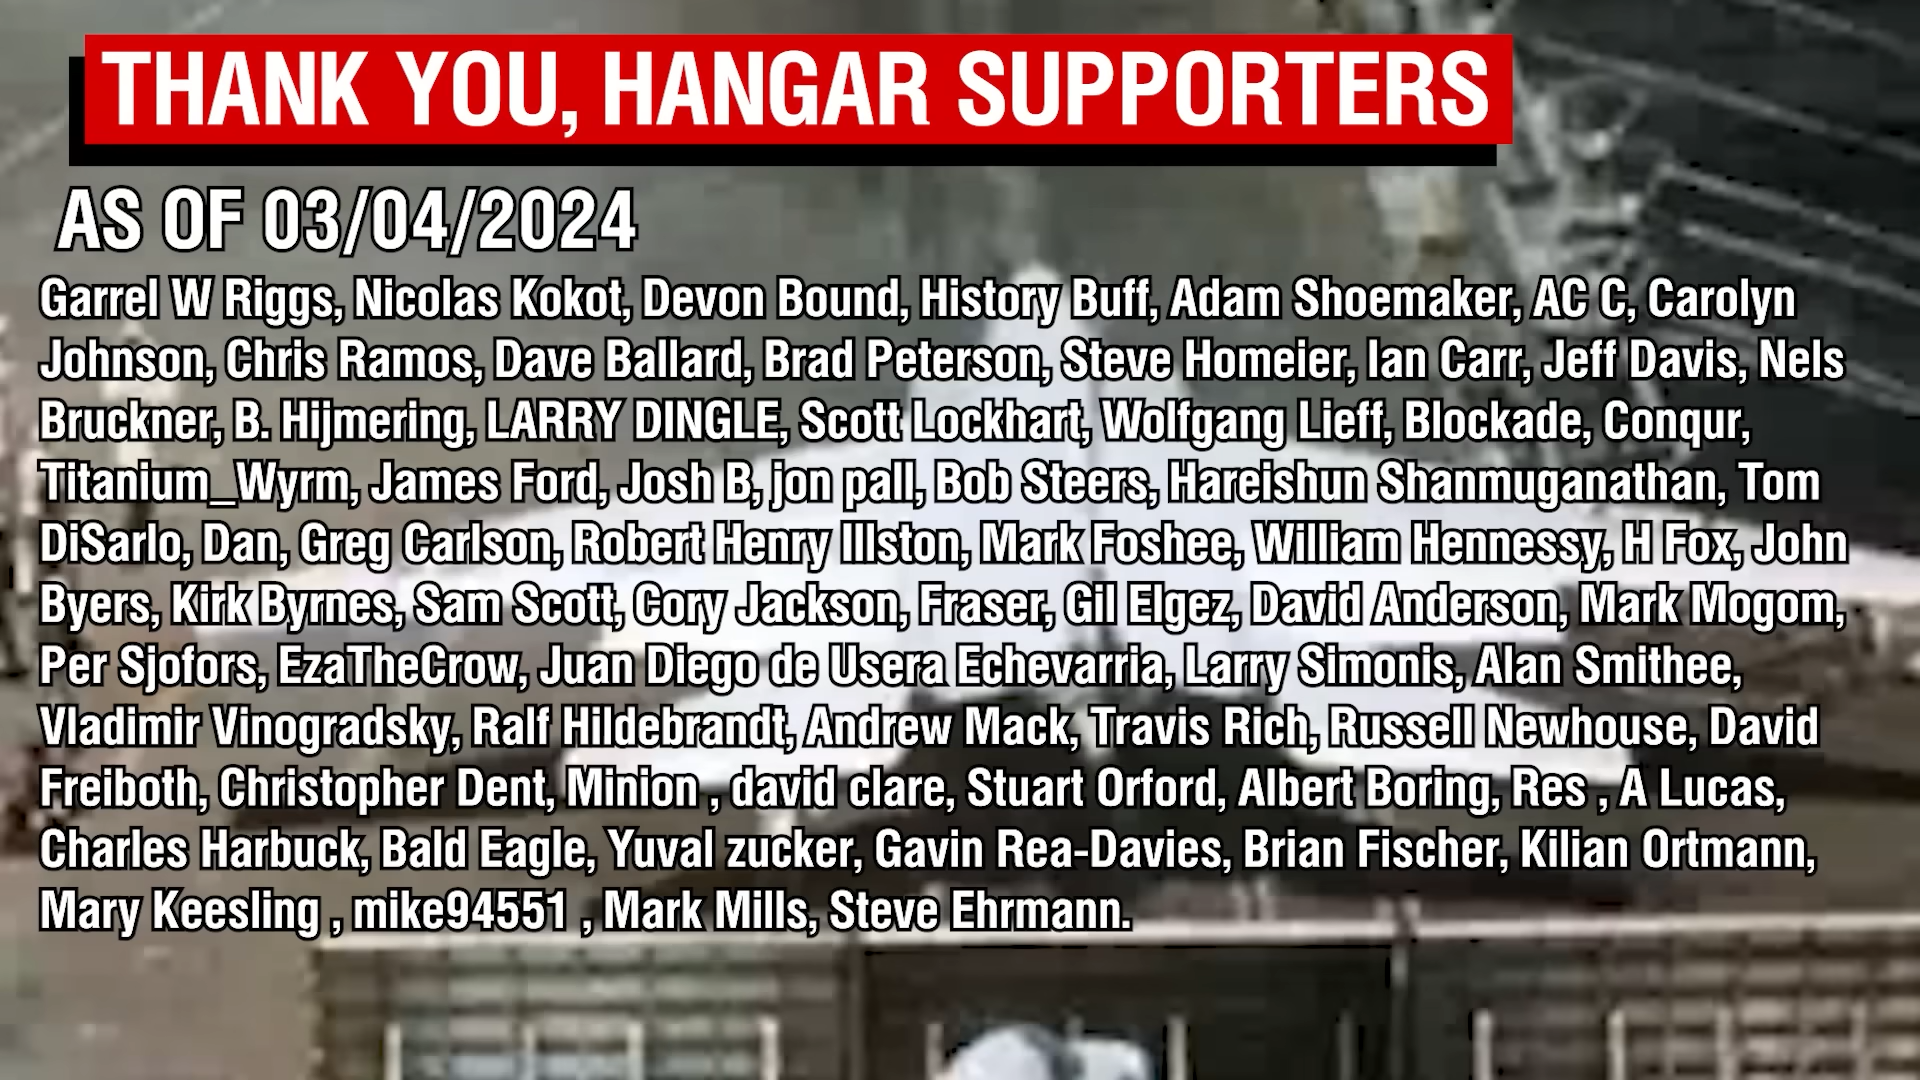 THANK YOU, HANGAR SUPPORTERS
AS OF 03/04/2024
Garrel W Riggs, Nicolas Kokot, Devon Bound, History Buff, Adam Shoemaker, AC C, Carolyn
Johnson, Chris Ramos, Dave Ballard, Brad Peterson, Steve Homeier, Ian Carr, Jeff Davis, Nels
Bruckner, B. Hijmering, LARRY DINGLE, Scott Lockhart, Wolfgang Lieff, Blockade, Conqur,
Titanium_Wyrm, James Ford, Josh B, jon pall, Bob Steers, Hareishun Shanmuganathan, Tom
DiSarlo, Dan, Greg Carlson, Robert Henry Illston, Mark Foshee, William Hennessy, H Fox, John
Byers, Kirk Byrnes, Sam Scott, Cory Jackson, Fraser, Gil Elgez, David Anderson, Mark Mogom,
Per Sjofors, EzaTheCrow, Juan Diego de Usera Echevarria, Larry Simonis, Alan Smithee,
Vladimir Vinogradsky, Ralf Hildebrandt, Andrew Mack, Travis Rich, Russell Newhouse, David
Freiboth, Christopher Dent, Minion , david clare, Stuart Orford, Albert Boring, Res , A Lucas,
Charles Harbuck, Bald Eagle, Yuval zucker, Gavin Rea-Davies, Brian Fischer, Kilian Ortmann,
Mary Keesling , mike94551 , Mark Mills, Steve Ehrmann.